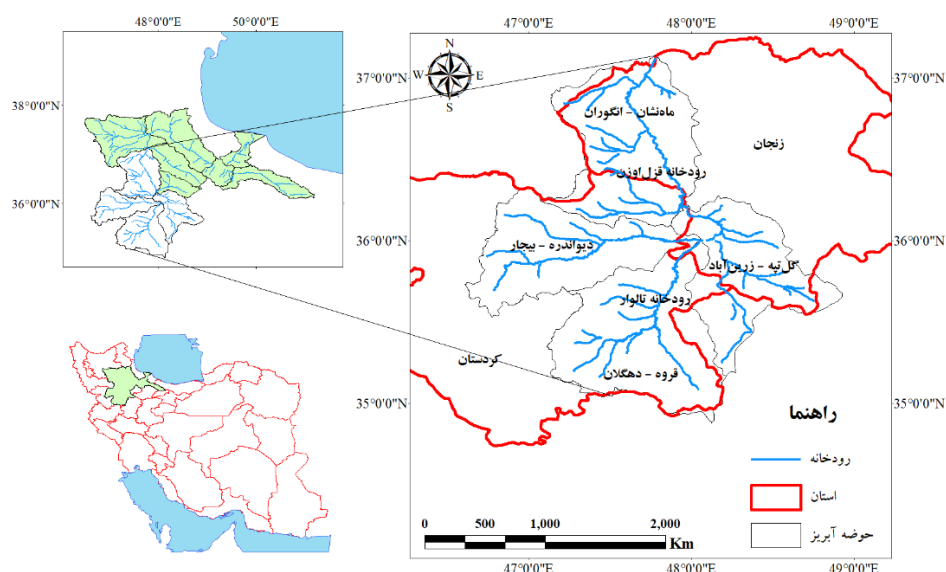 48°0'0"E
50°0'0"E
38°0'0"N
36°0'0"N
47°0'0"E
48°0'0"E
49°0'0"E
37°0'0"N
37°0'0"N
36°0'0"N
36°0'0"N
35°0'0"N
35°0'0"N
47°0'0"E
48°0'0"E
49°0'0"E
N
W
E
S
ماه‌نشان - انگوران
زنجان
رودخانه قزل‌اوزن
دیواندره - بیجار
گل‌تپه - زرین‌آباد
رودخانه تالوار
کردستان
قروه - دهگلان
راهنما
رودخانه
استان
حوضه آبریز
0 500 1,000 2,000
Km